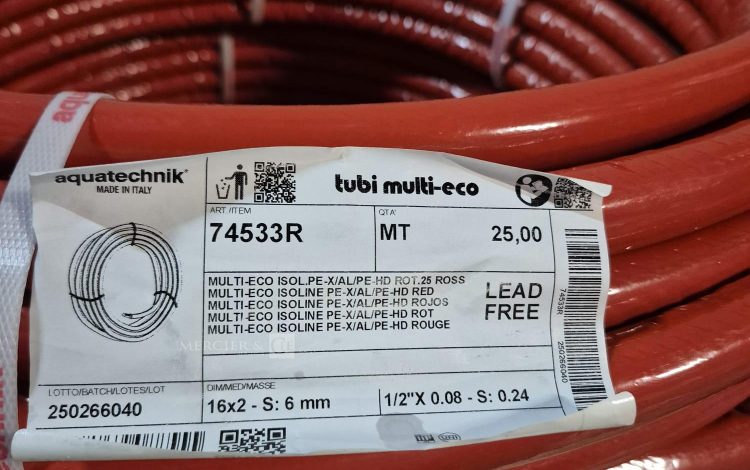 aquatechnik
MADE IN ITALY
tubi multi-eco
ART./ITEM
74533R
QTA'
MT 25,00
MULTI-ECO ISOL.PE-X/AL/PE-HD ROT.25 ROSS
MULTI-ECO ISOLINE PE-X/AL/PE-HD RED
MULTI-ECO ISOLINE PE-X/AL/PE-HD ROJOS
MULTI-ECO ISOLINE PE-X/AL/PE-HD ROT
MULTI-ECO ISOLINE PE-X/AL/PE-HD ROUGE
LEAD
FREE
MERCIER &
LOTTO/BATCH/LOTES/LOT
250266040
DIM/MED/MASSE
16x2 - S: 6 mm
1/2"X 0.08 - S: 0.24
74533R
250266040